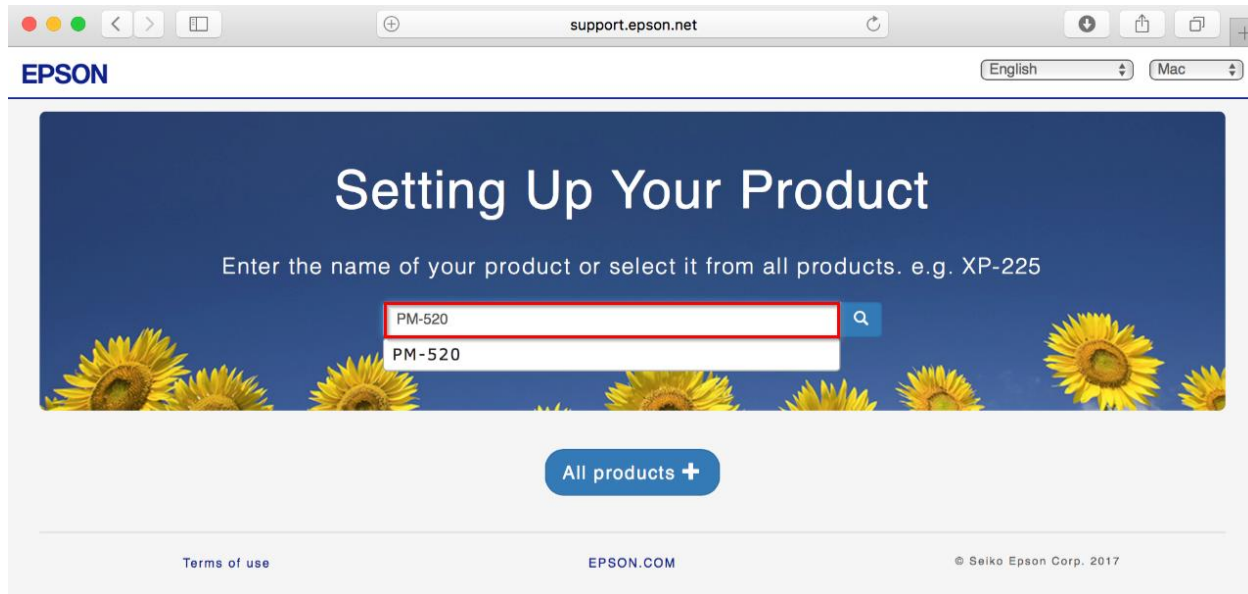 support.epson.net
EPSON
English
Mac
Setting Up Your Product
Enter the name of your product or select it from all products. e.g. XP-225
PM-520
PM-520
All products +
Terms of use
EPSON.COM
© Seiko Epson Corp. 2017